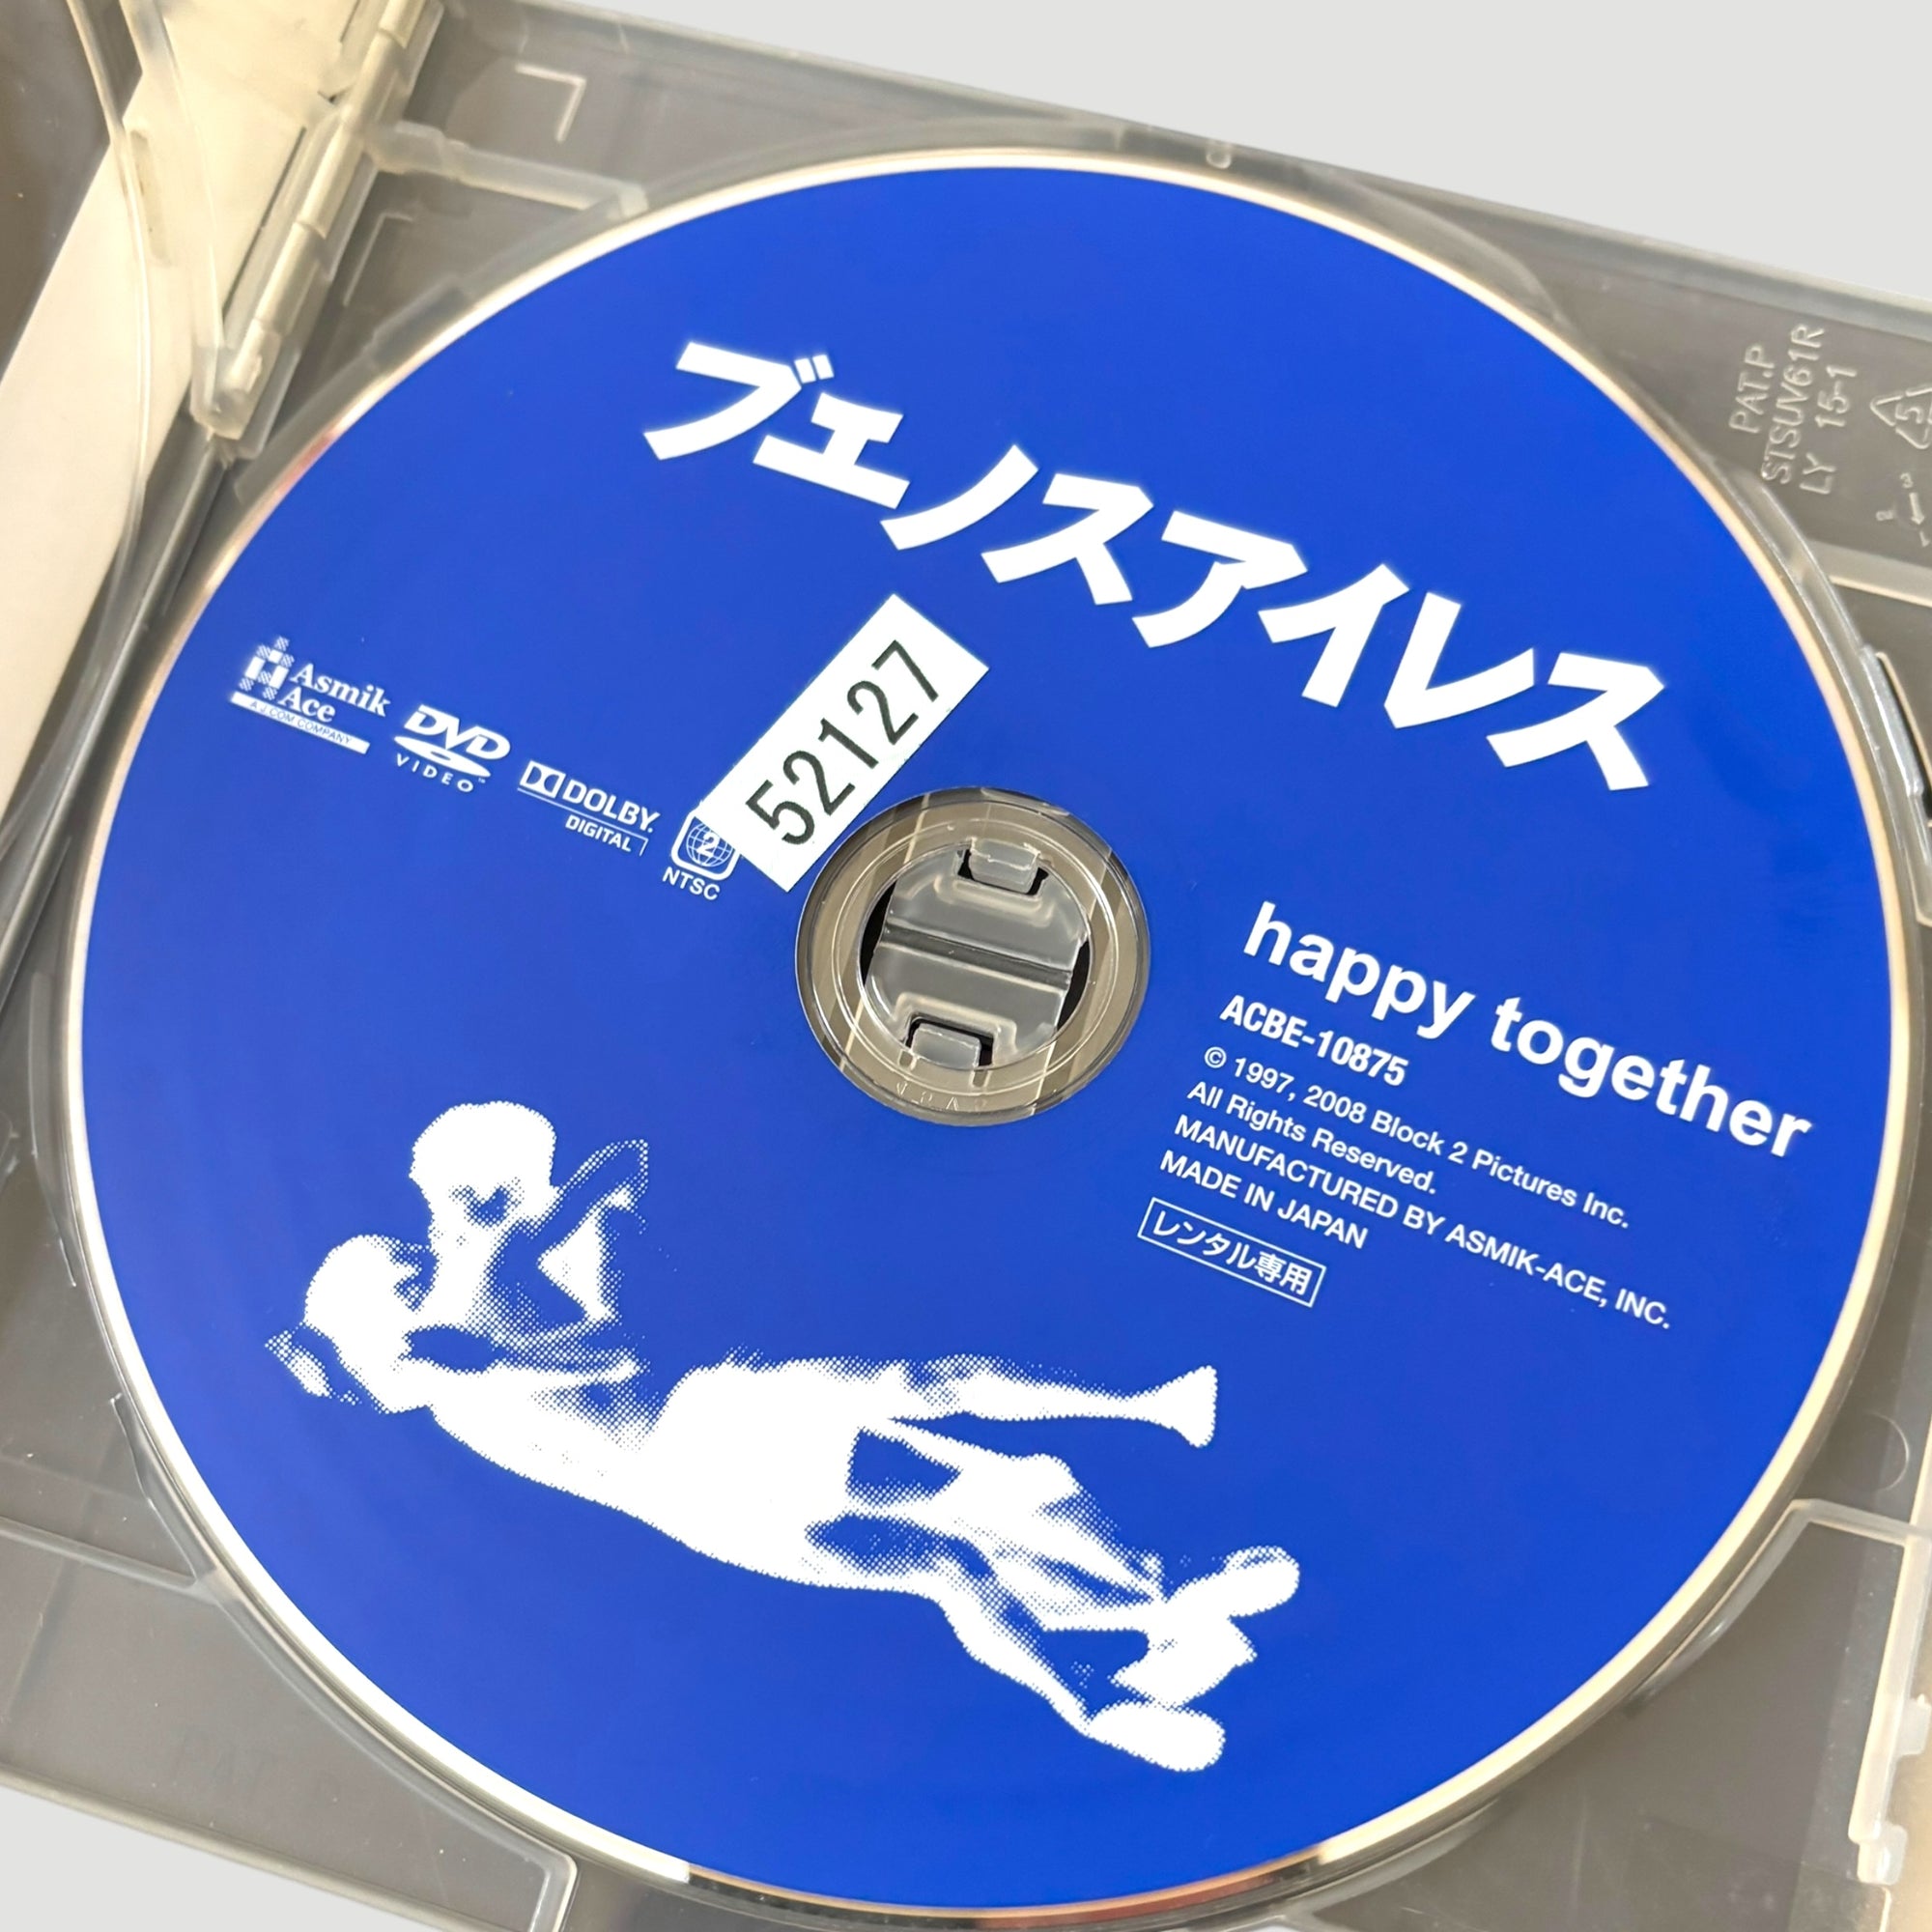 ブエノスアイレス
52127
Asmik
Ace
A J:COM COMPANY
DVD
VIDEO™
DOLBY
DIGITAL
2
NTSC
happy together
ACBE-10875
© 1997, 2008 Block 2 Pictures Inc.
All Rights Reserved.
MANUFACTURED BY ASMIK-ACE, INC.
MADE IN JAPAN
レンタル専用
PAT.P
STSUV61R
LY 15-1
5